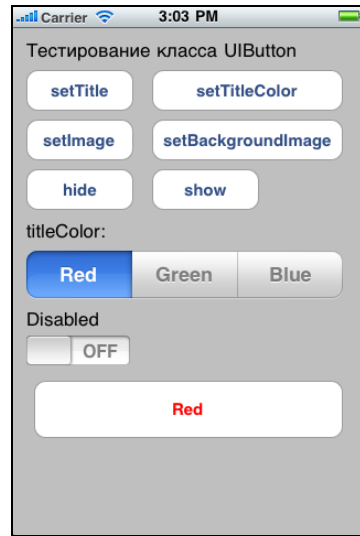 Carrier 3:03 PM
Тестирование класса UIButton
setTitle setTitleColor
setImage setBackgroundImage
hide show
titleColor:
Red Green Blue
Disabled
OFF
Red